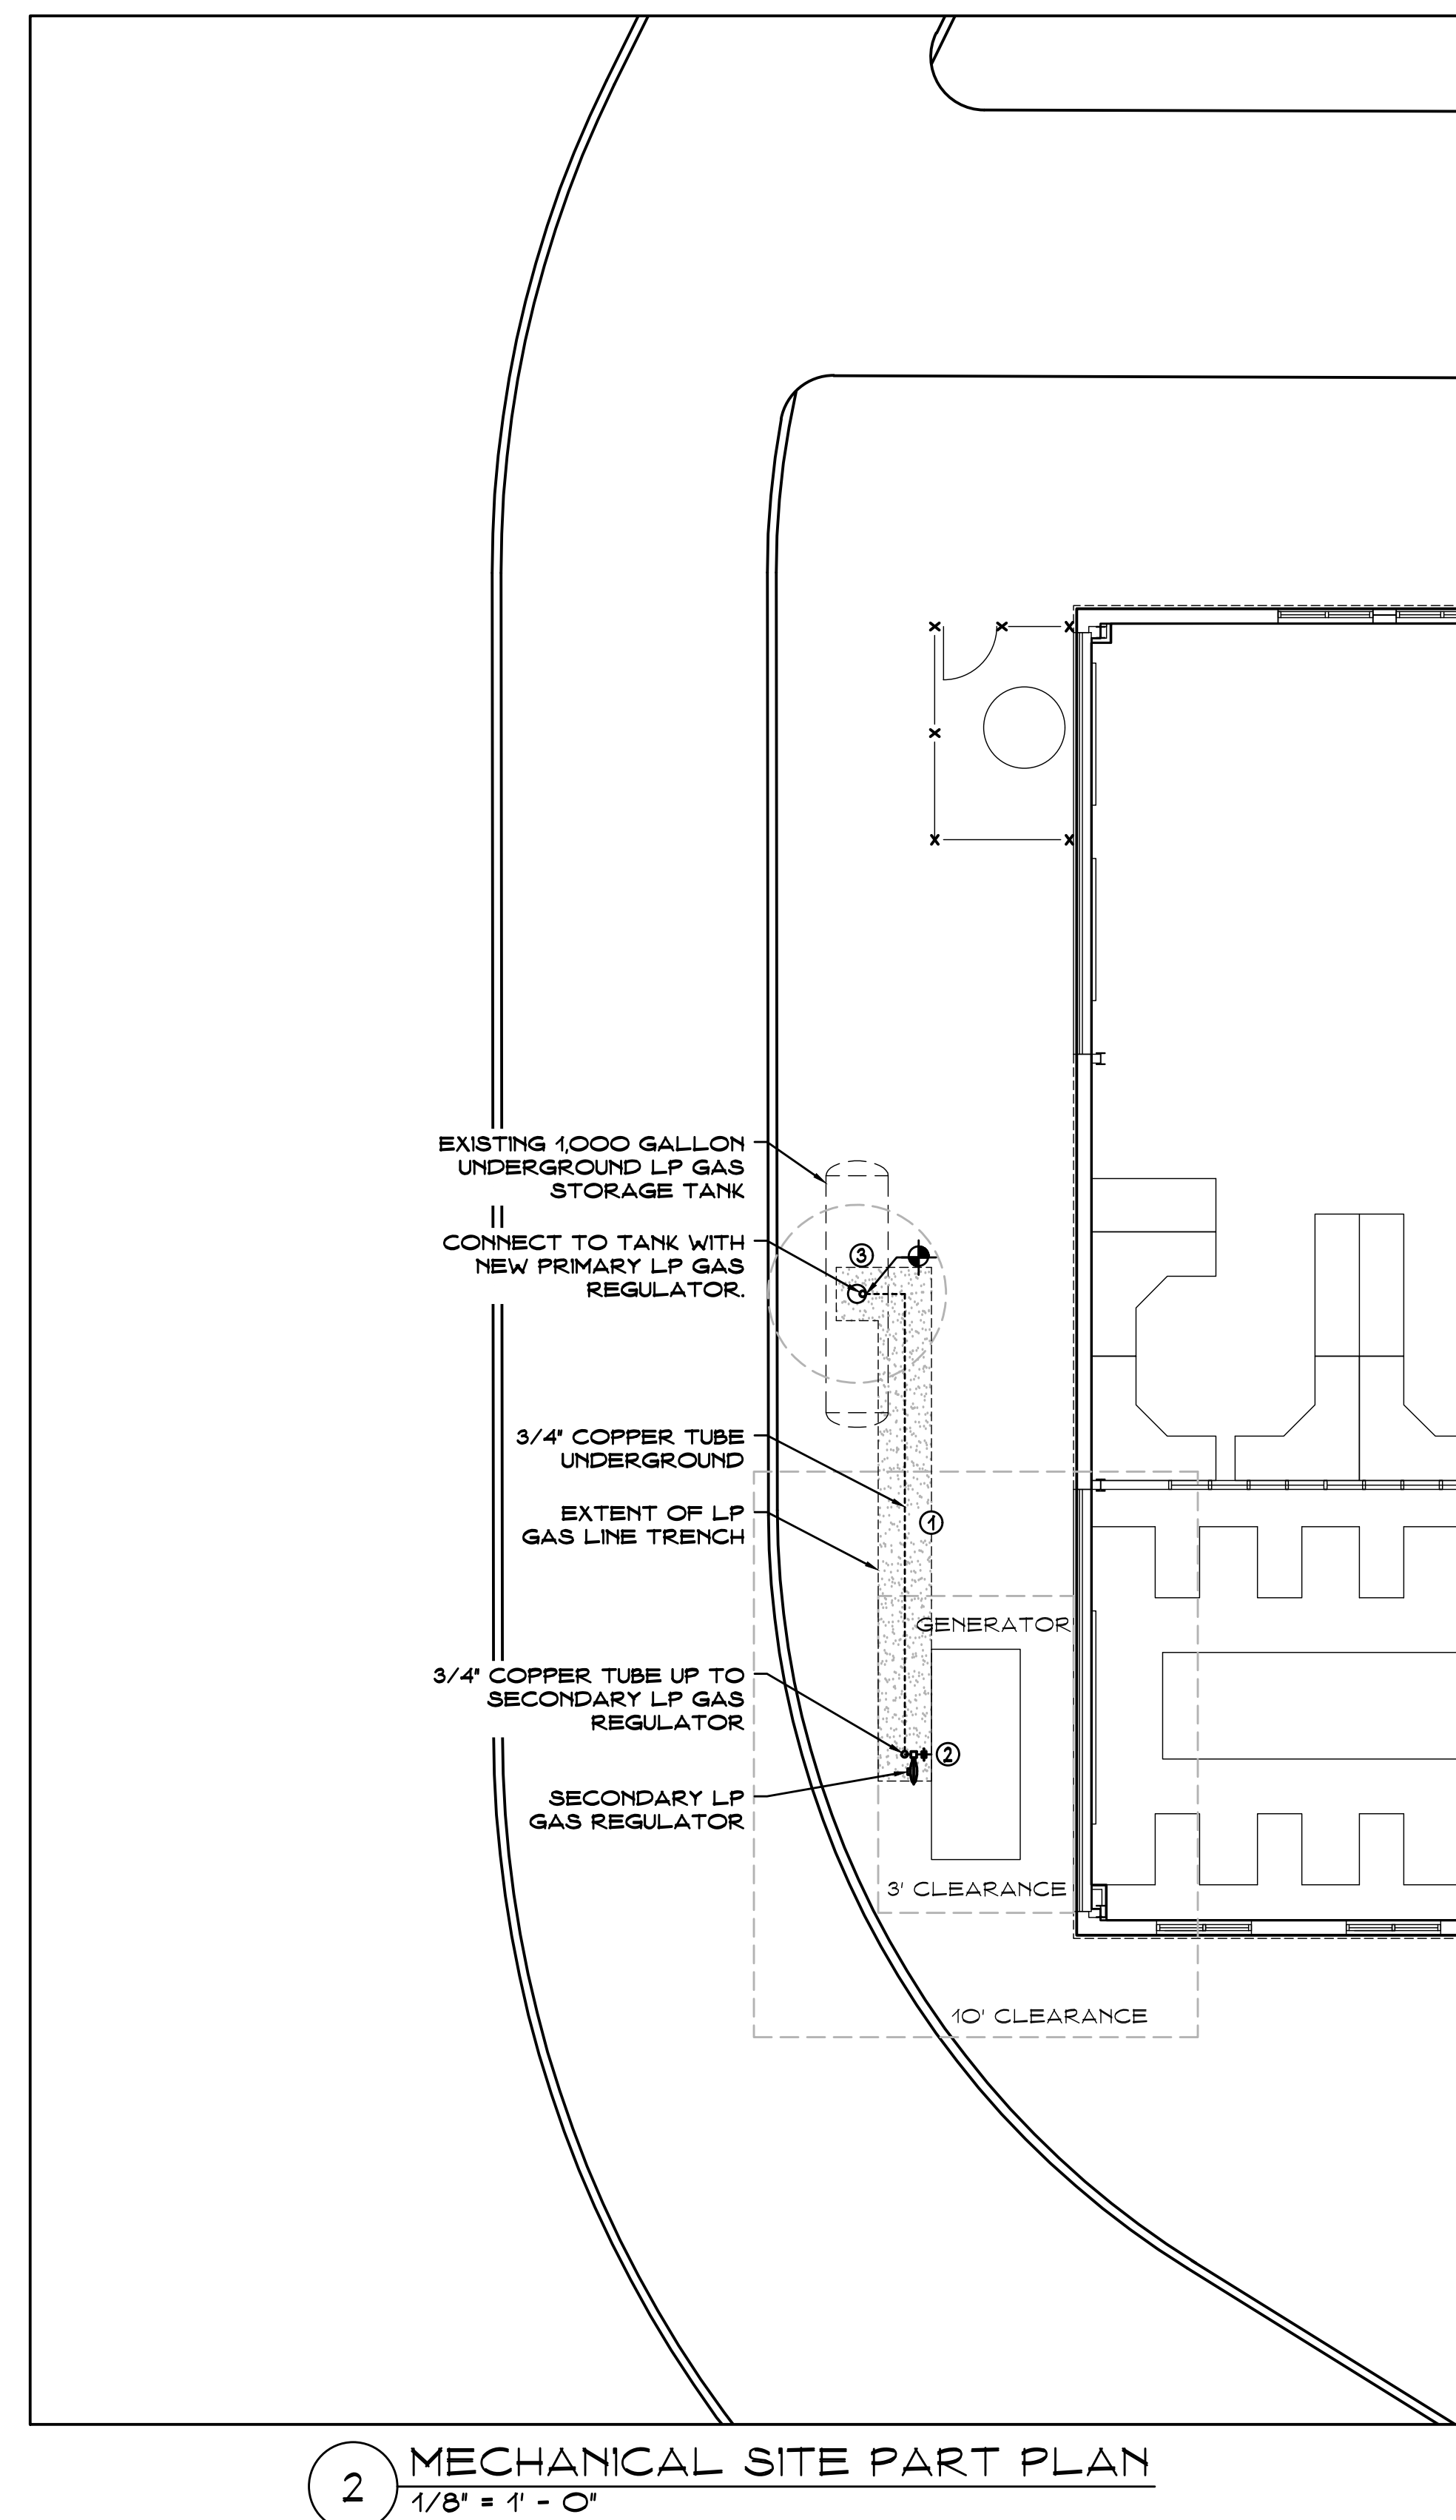 EXISTING 1,000 GALLON
UNDERGROUND LP GAS
STORAGE TANK
CONNECT TO TANK WITH
NEW PRIMARY LP GAS
REGULATOR.
3
3/4" COPPER TUBE
UNDERGROUND
EXTENT OF LP
GAS LINE TRENCH
1
GENERATOR
3/4" COPPER TUBE UP TO
SECONDARY LP GAS
REGULATOR
2
SECONDARY LP
GAS REGULATOR
3' CLEARANCE
10' CLEARANCE
2
MECHANICAL SITE PART PLAN
1/8" = 1' - 0"